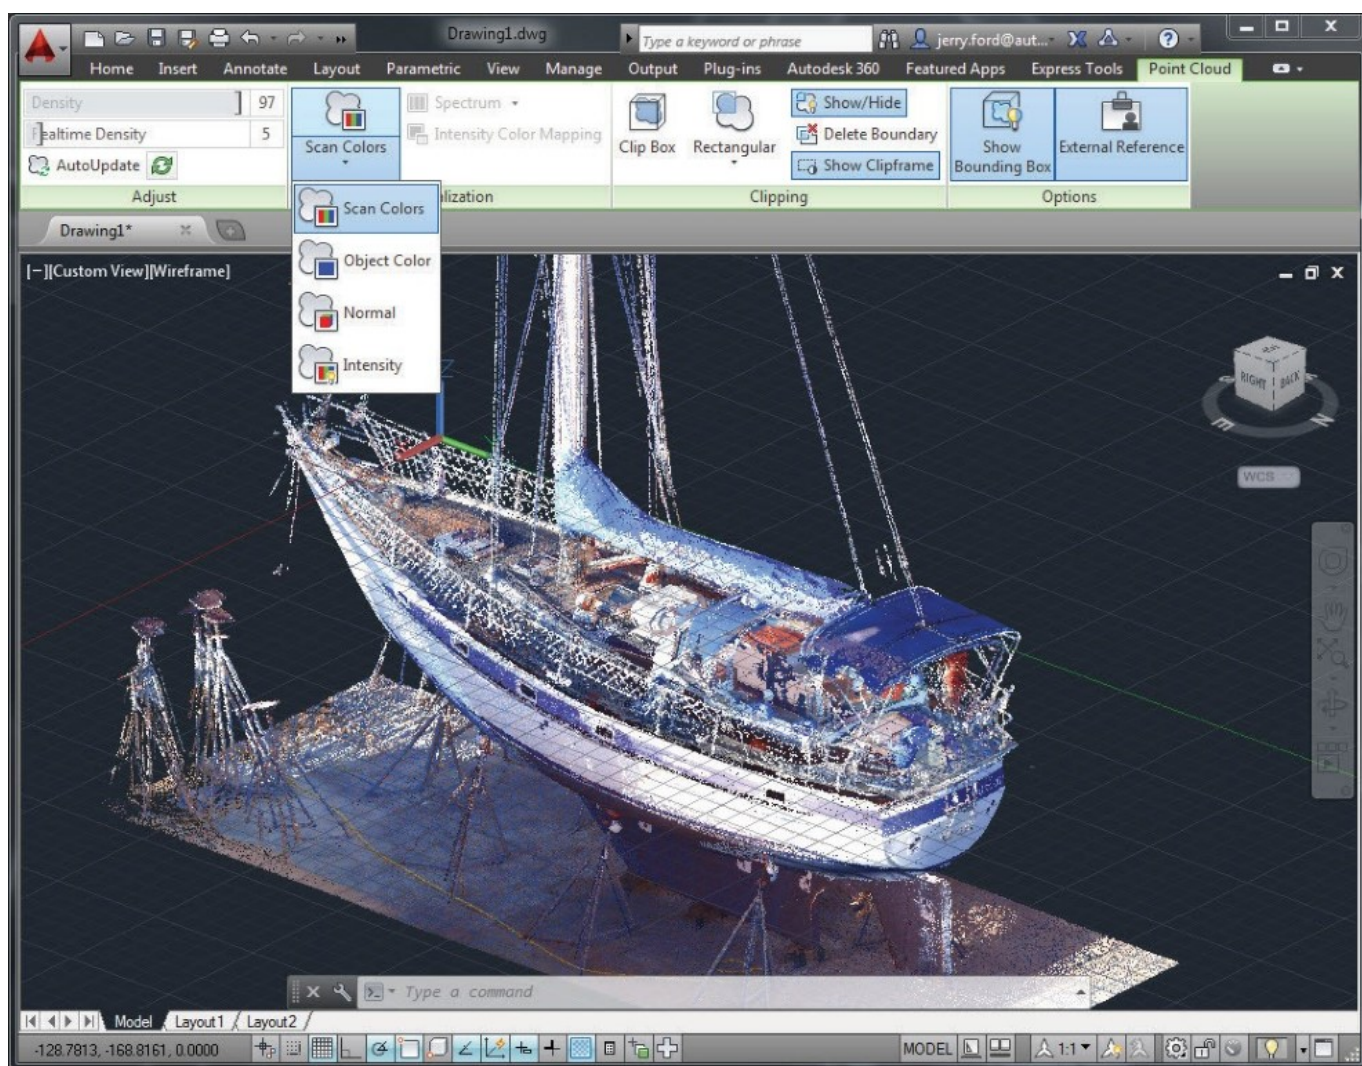 Drawing1.dwg Type a keyword or phrase jerry.ford@aut...
Home Insert Annotate Layout Parametric View Manage Output Plug-ins Autodesk 360 Featured Apps Express Tools Point Cloud
Density 97
Realtime Density 5
AutoUpdate
Adjust
Scan Colors
Spectrum
Intensity Color Mapping
lization
Clip Box
Rectangular
Show/Hide
Delete Boundary
Show Clipframe
Clipping
Show
Bounding Box
External Reference
Options
Scan Colors
Object Color
Normal
Intensity
Drawing1*
[−][Custom View][Wireframe]
Z
RIGHT BACK
E N
WCS
Type a command
Model Layout1 Layout2
-128.7813, -168.8161, 0.0000 MODEL 1:1